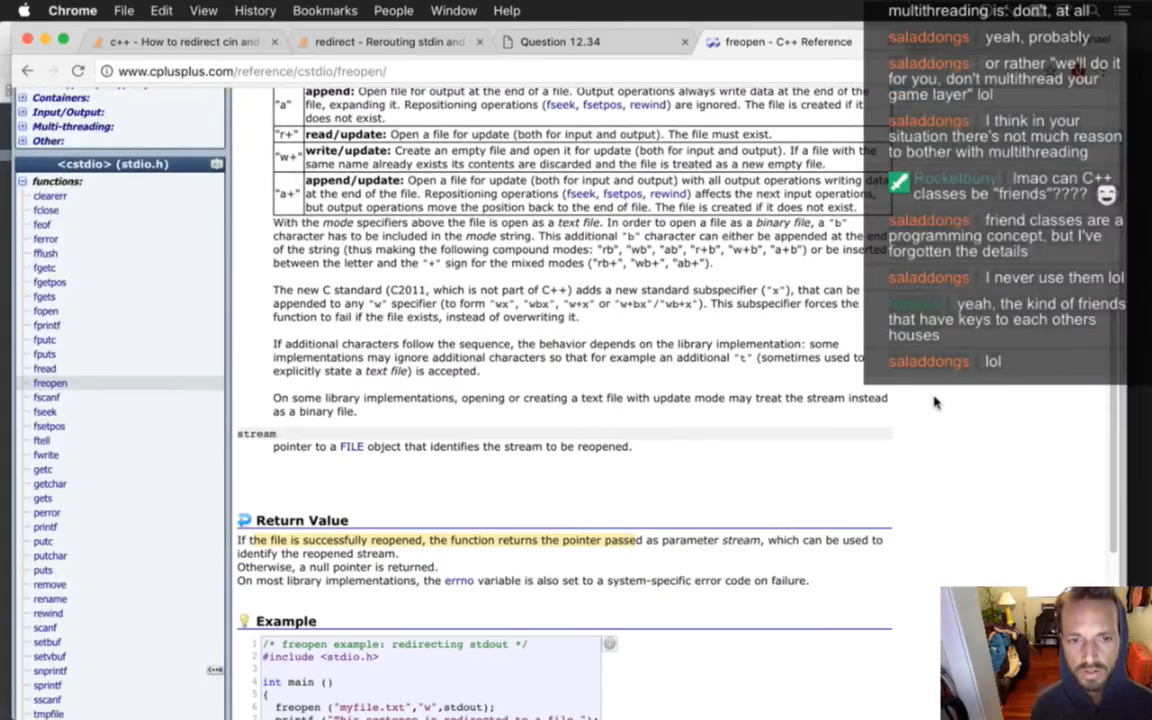 Chrome File Edit View History Bookmarks People Window Help
c++ - How to redirect cin and
redirect - Rerouting stdin and
Question 12.34
freopen - C++ Reference
www.cplusplus.com/reference/cstdio/freopen/
Containers:
Input/Output:
Multi-threading:
Other:
<cstdio> (stdio.h)
functions:
clearerr
fclose
feof
ferror
fflush
fgetc
fgetpos
fgets
fopen
fprintf
fputc
fputs
fread
freopen
fscanf
fseek
fsetpos
ftell
fwrite
getc
getchar
gets
perror
printf
putc
putchar
puts
remove
rename
rewind
scanf
setbuf
setvbuf
snprintf
sprintf
sscanf
tmpfile
"a" append: Open file for output at the end of a file. Output operations always write data at the end of the
file, expanding it. Repositioning operations (fseek, fsetpos, rewind) are ignored. The file is created if it
does not exist.
"r+" read/update: Open a file for update (both for input and output). The file must exist.
"w+" write/update: Create an empty file and open it for update (both for input and output). If a file with the
same name already exists its contents are discarded and the file is treated as a new empty file.
"a+" append/update: Open a file for update (both for input and output) with all output operations writing data
at the end of the file. Repositioning operations (fseek, fsetpos, rewind) affects the next input operations,
but output operations move the position back to the end of file. The file is created if it does not exist.
With the mode specifiers above the file is open as a text file. In order to open a file as a binary file, a "b"
character has to be included in the mode string. This additional "b" character can either be appended at the end
of the string (thus making the following compound modes: "rb", "wb", "ab", "r+b", "w+b", "a+b") or be inserted
between the letter and the "+" sign for the mixed modes ("rb+", "wb+", "ab+").
The new C standard (C2011, which is not part of C++) adds a new standard subspecifier ("x"), that can be
appended to any "w" specifier (to form "wx", "wbx", "w+x" or "w+bx"/"wb+x"). This subspecifier forces the
function to fail if the file exists, instead of overwriting it.
If additional characters follow the sequence, the behavior depends on the library implementation: some
implementations may ignore additional characters so that for example an additional "t" (sometimes used to
explicitly state a text file) is accepted.
On some library implementations, opening or creating a text file with update mode may treat the stream instead
as a binary file.
stream
pointer to a FILE object that identifies the stream to be reopened.
Return Value
If the file is successfully reopened, the function returns the pointer passed as parameter stream, which can be used to
identify the reopened stream.
Otherwise, a null pointer is returned.
On most library implementations, the errno variable is also set to a system-specific error code on failure.
Example
1 /* freopen example: redirecting stdout */
2 #include <stdio.h>
3
4 int main ()
5 {
6 freopen ("myfile.txt","w",stdout);
7 printf ("This sentence is redirected to a file.");
multithreading is: don't, at all
saladdongs yeah, probably
saladdongs or rather "we'll do it
for you, don't multithread your
game layer" lol
saladdongs I think in your
situation there's not much reason
to bother with multithreading
Rocketbunny lmao can C++
classes be "friends"????
saladdongs friend classes are a
programming concept, but I've
forgotten the details
saladdongs I never use them lol
yeah, the kind of friends
that have keys to each others
houses
saladdongs lol